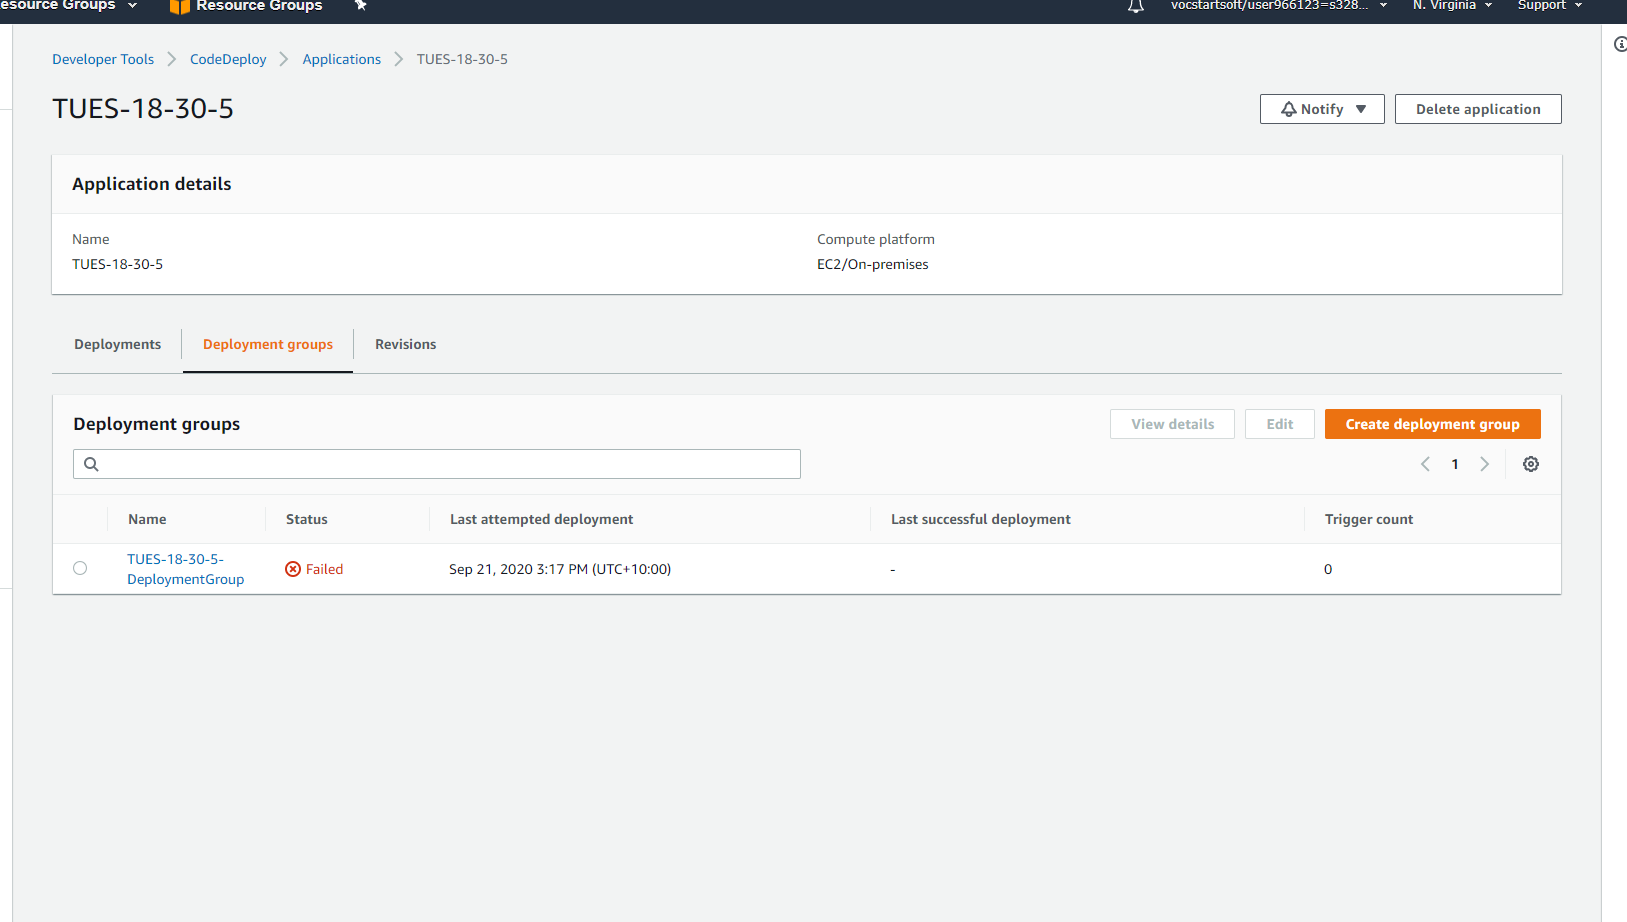 esource Groups Resource Groups vocstartsoft/user966123=s328... N. Virginia Support
Developer Tools CodeDeploy Applications TUES-18-30-5
TUES-18-30-5
Notify Delete application
Application details
Name Compute platform
TUES-18-30-5 EC2/On-premises
Deployments Deployment groups Revisions
Deployment groups View details Edit Create deployment group
1
Name Status Last attempted deployment Last successful deployment Trigger count
TUES-18-30-5-
DeploymentGroup Failed Sep 21, 2020 3:17 PM (UTC+10:00) - 0